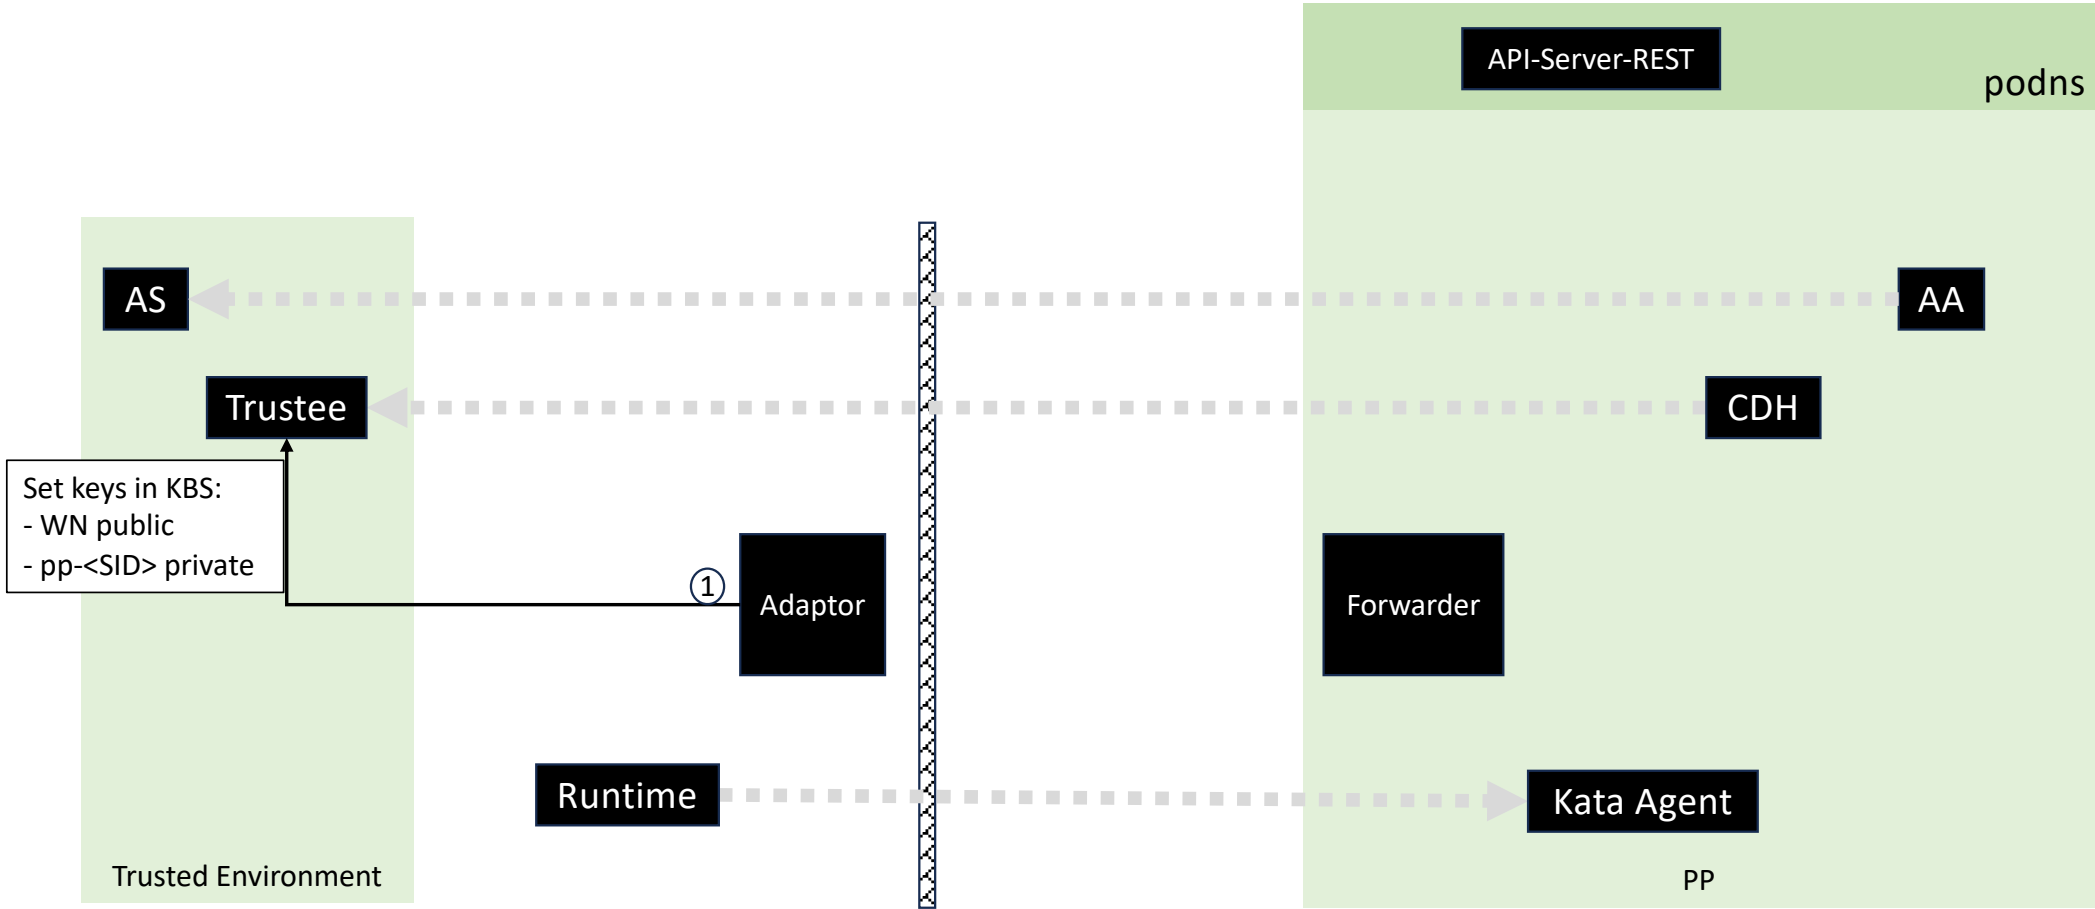 API-Server-REST
podns
AS
AA
Trustee
CDH
Set keys in KBS:
- WN public
- pp-<SID> private
1
Adaptor
Forwarder
Runtime
Kata Agent
Trusted Environment
PP